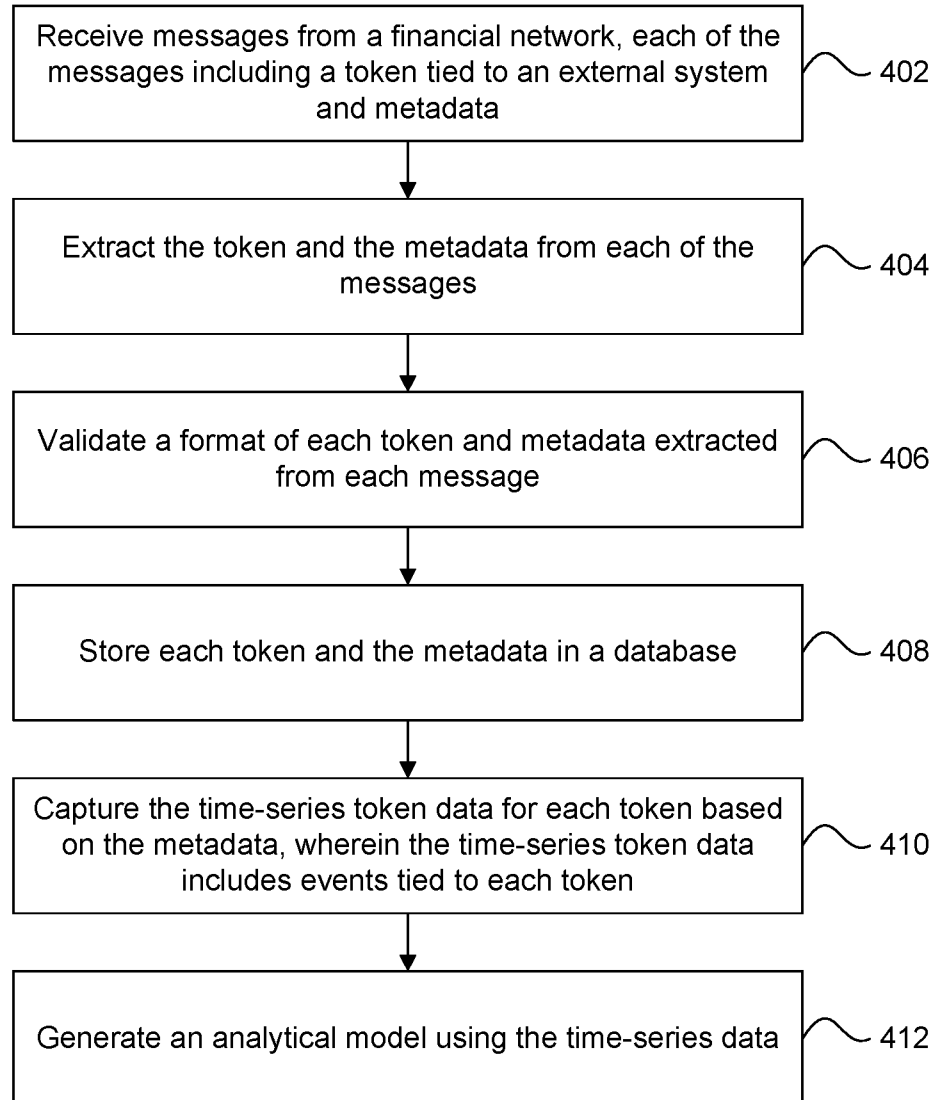 Receive messages from a financial network, each of the
messages including a token tied to an external system
and metadata
402
Extract the token and the metadata from each of the
messages
404
Validate a format of each token and metadata extracted
from each message
406
Store each token and the metadata in a database
408
Capture the time-series token data for each token based
on the metadata, wherein the time-series token data
includes events tied to each token
410
Generate an analytical model using the time-series data
412